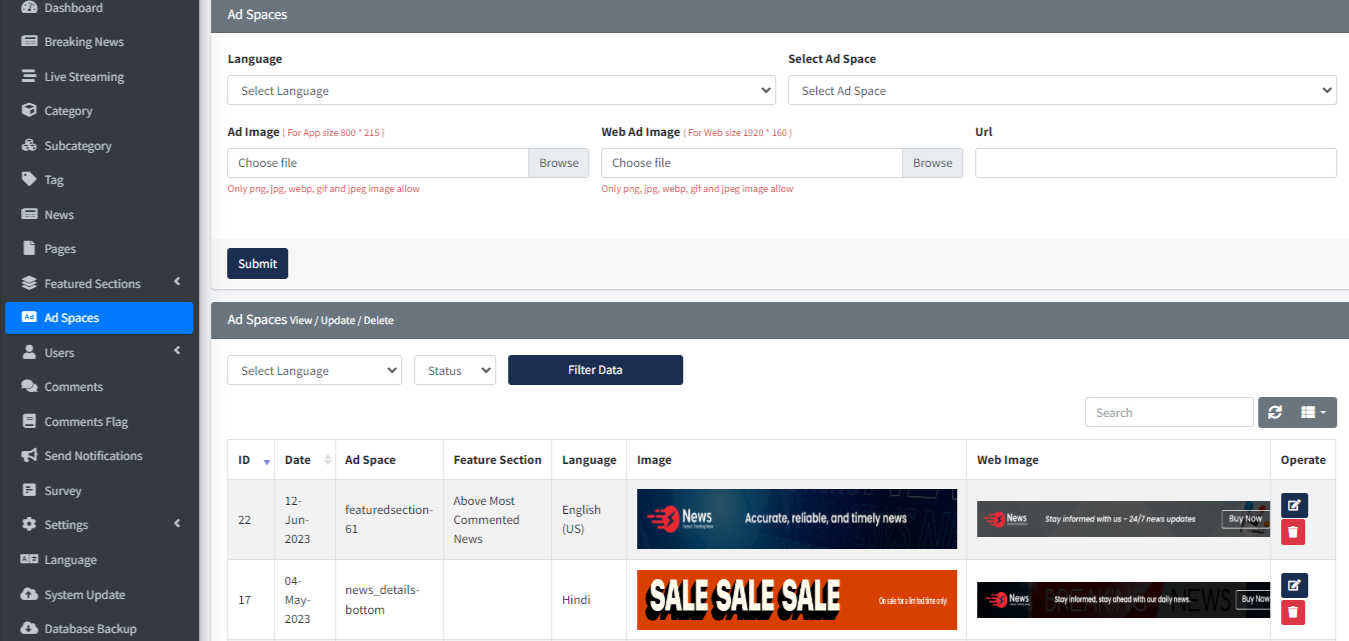 Dashboard
Breaking News
Live Streaming
Category
Subcategory
Tag
News
Pages
Featured Sections
Ad Spaces
Users
Comments
Comments Flag
Send Notifications
Survey
Settings
Language
System Update
Database Backup
Ad Spaces
Language
Select Ad Space
Select Language
Select Ad Space
Ad Image ( For App size 800 * 215 )
Web Ad Image ( For Web size 1920 * 160 )
Url
Choose file Browse
Choose file Browse
Only png, jpg, webp, gif and jpeg image allow
Only png, jpg, webp, gif and jpeg image allow
Submit
Ad Spaces View / Update / Delete
Select Language Status Filter Data
Search
ID Date Ad Space Feature Section Language Image Web Image Operate
22
12-
Jun-
2023
featuredsection-
61
Above Most
Commented
News
English
(US)
News
Accurate, reliable, and timely news
News
Stay informed with us - 24/7 news updates
Buy Now
17
04-
May-
2023
news_details-
bottom
Hindi
SALE SALE SALE
On sale for a limited time only!
BREAKING NEWS
News
Stay informed, stay ahead with our daily news.
Buy Now